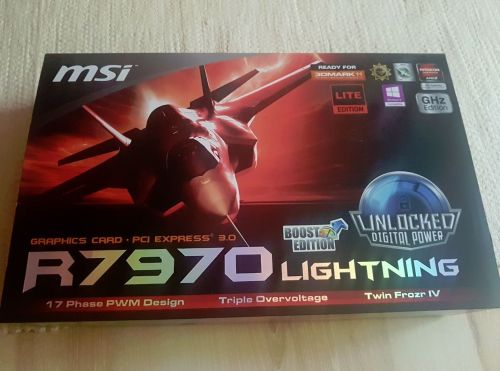 msi
READY FOR
3DMARK11
LITE
EDITION
GHz
Edition
UNLOCKED
DIGITAL POWER
GRAPHICS CARD · PCI EXPRESS® 3.0
BOOST
EDITION
R7970 LIGHTNING
17 Phase PWM Design
Triple Overvoltage
Twin Frozr IV